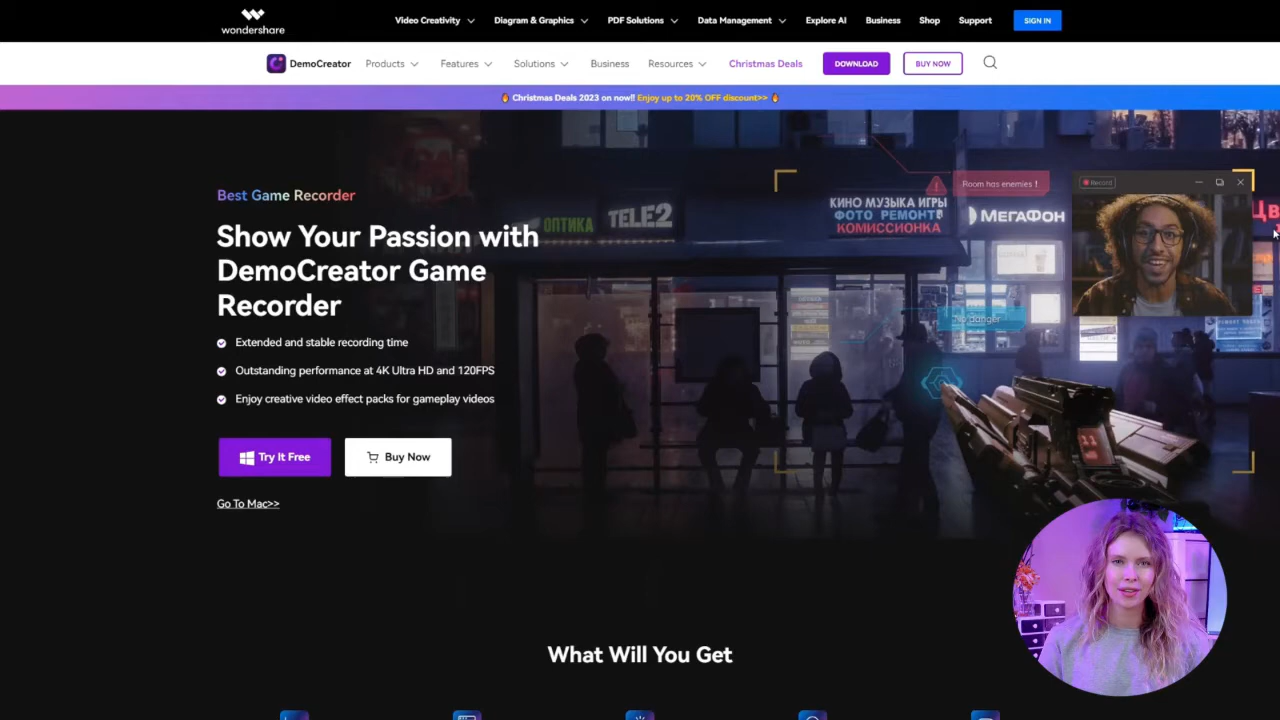 wondershare
Video Creativity
Diagram & Graphics
PDF Solutions
Data Management
Explore AI
Business
Shop
Support
SIGN IN
DemoCreator
Products
Features
Solutions
Business
Resources
Christmas Deals
DOWNLOAD
BUY NOW
🔥 Christmas Deals 2023 on now!! Enjoy up to 20% OFF discount>> 🔥
Best Game Recorder
Show Your Passion with
DemoCreator Game
Recorder
Extended and stable recording time
Outstanding performance at 4K Ultra HD and 120FPS
Enjoy creative video effect packs for gameplay videos
Try It Free
Buy Now
Go To Mac>>
ОПТИКА
TELE2
КИНО МУЗЫКА ИГРЫ
ФОТО РЕМОНТ
КОМИССИОНКА
Room has enemies !
МЕГАФОН
Record
No danger
11
What Will You Get